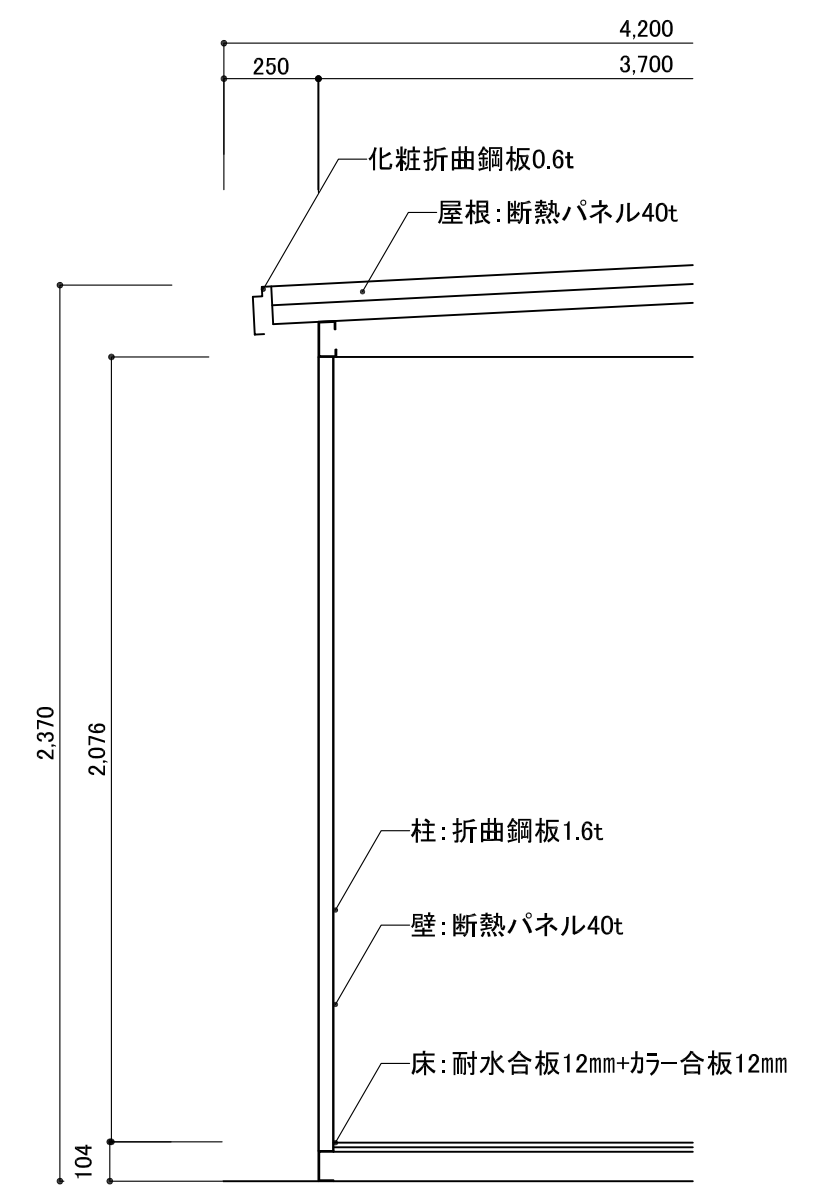 4,200
250
3,700
化粧折曲鋼板0.6t
屋根:断熱パネル40t
2,370
2,076
柱:折曲鋼板1.6t
壁:断熱パネル40t
床:耐水合板12mm+カラー合板12mm
104